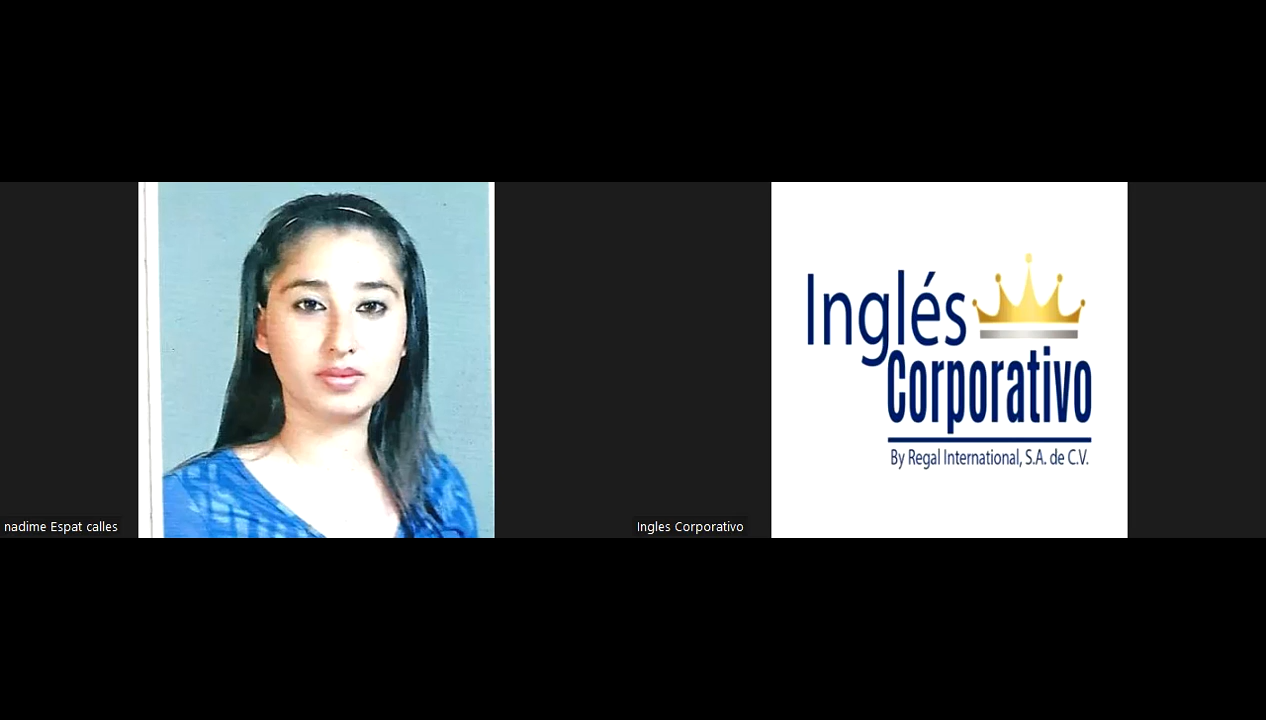 nadime Espat calles
Inglés
Corporativo
By Regal International, S.A. de C.V.
Ingles Corporativo